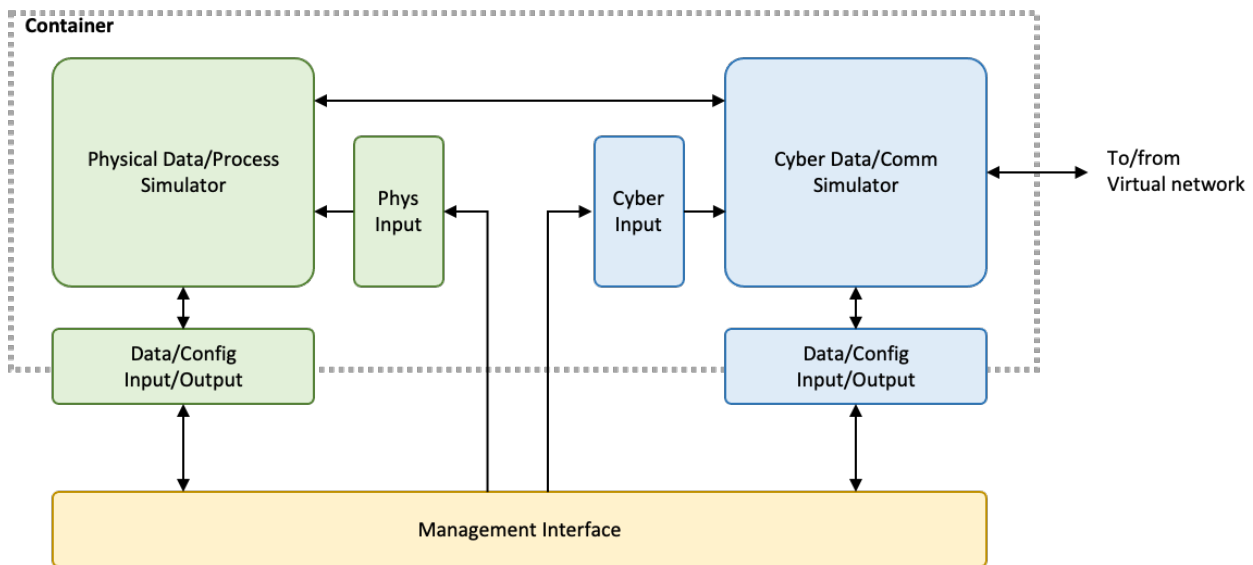 Container
Physical Data/Process
Simulator
Phys
Input
Cyber
Input
Cyber Data/Comm
Simulator
To/from
Virtual network
Data/Config
Input/Output
Data/Config
Input/Output
Management Interface